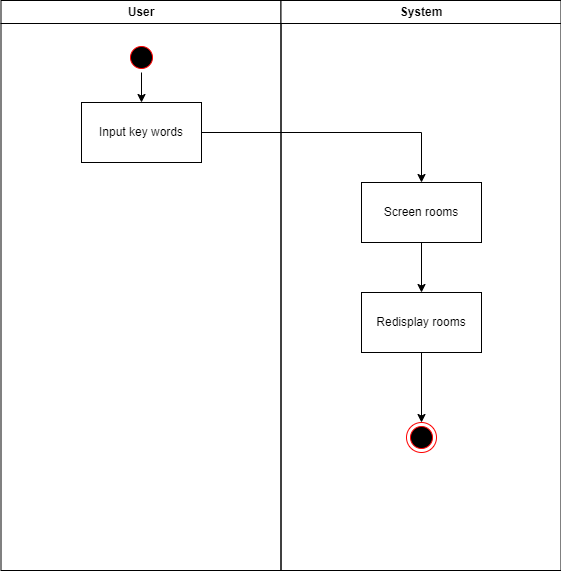 User
System
Input key words
Screen rooms
Redisplay rooms